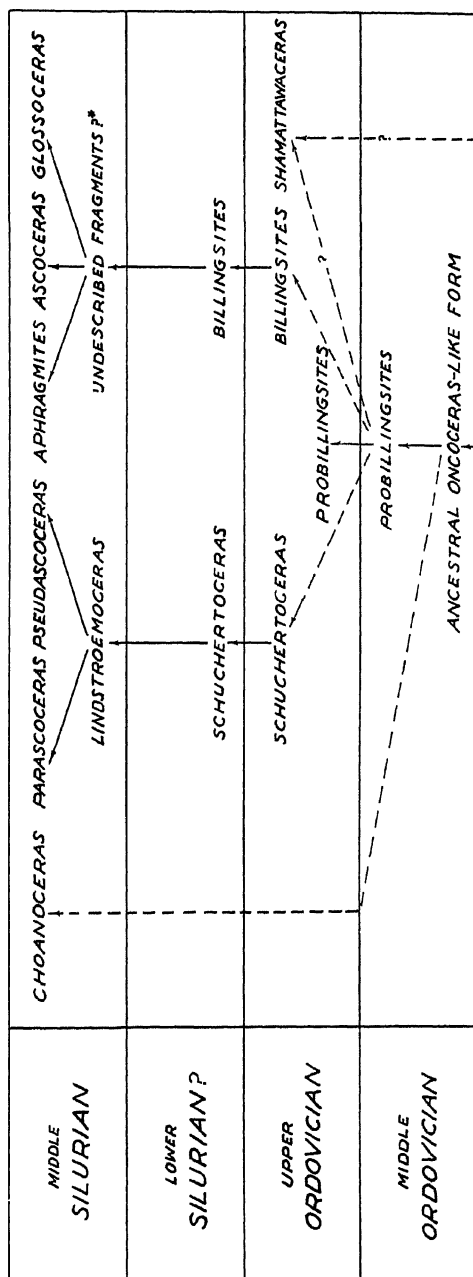 MIDDLE
SILURIAN
CHOANOCERAS PARASCOCERAS PSEUDASCOCERAS APHRAGMITES ASCOCERAS GLOSSOCERAS
LINDSTROEMOCERAS UNDESCRIBED FRAGMENTS?*
LOWER
SILURIAN?
SCHUCHERTOCERAS BILLINGSITES
UPPER
ORDOVICIAN
SCHUCHERTOCERAS BILLINGSITES SHAMATTAWACERAS
PROBILLINGSITES
?
MIDDLE
ORDOVICIAN
PROBILLINGSITES
?
ANCESTRAL ONCOCERAS-LIKE FORM